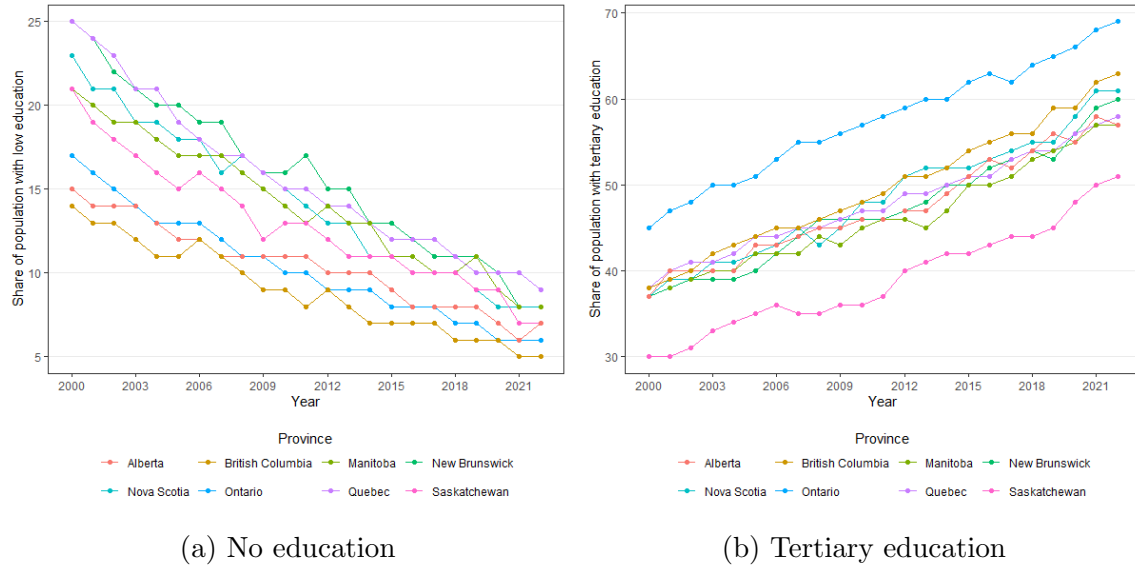 Share of population with low education
25
20
15
10
5
2000 2003 2006 2009 2012 2015 2018 2021
Year
Province
Alberta British Columbia Manitoba New Brunswick
Nova Scotia Ontario Quebec Saskatchewan
(a) No education
Share of population with tertiary education
70
60
50
40
30
2000 2003 2006 2009 2012 2015 2018 2021
Year
Province
Alberta British Columbia Manitoba New Brunswick
Nova Scotia Ontario Quebec Saskatchewan
(b) Tertiary education